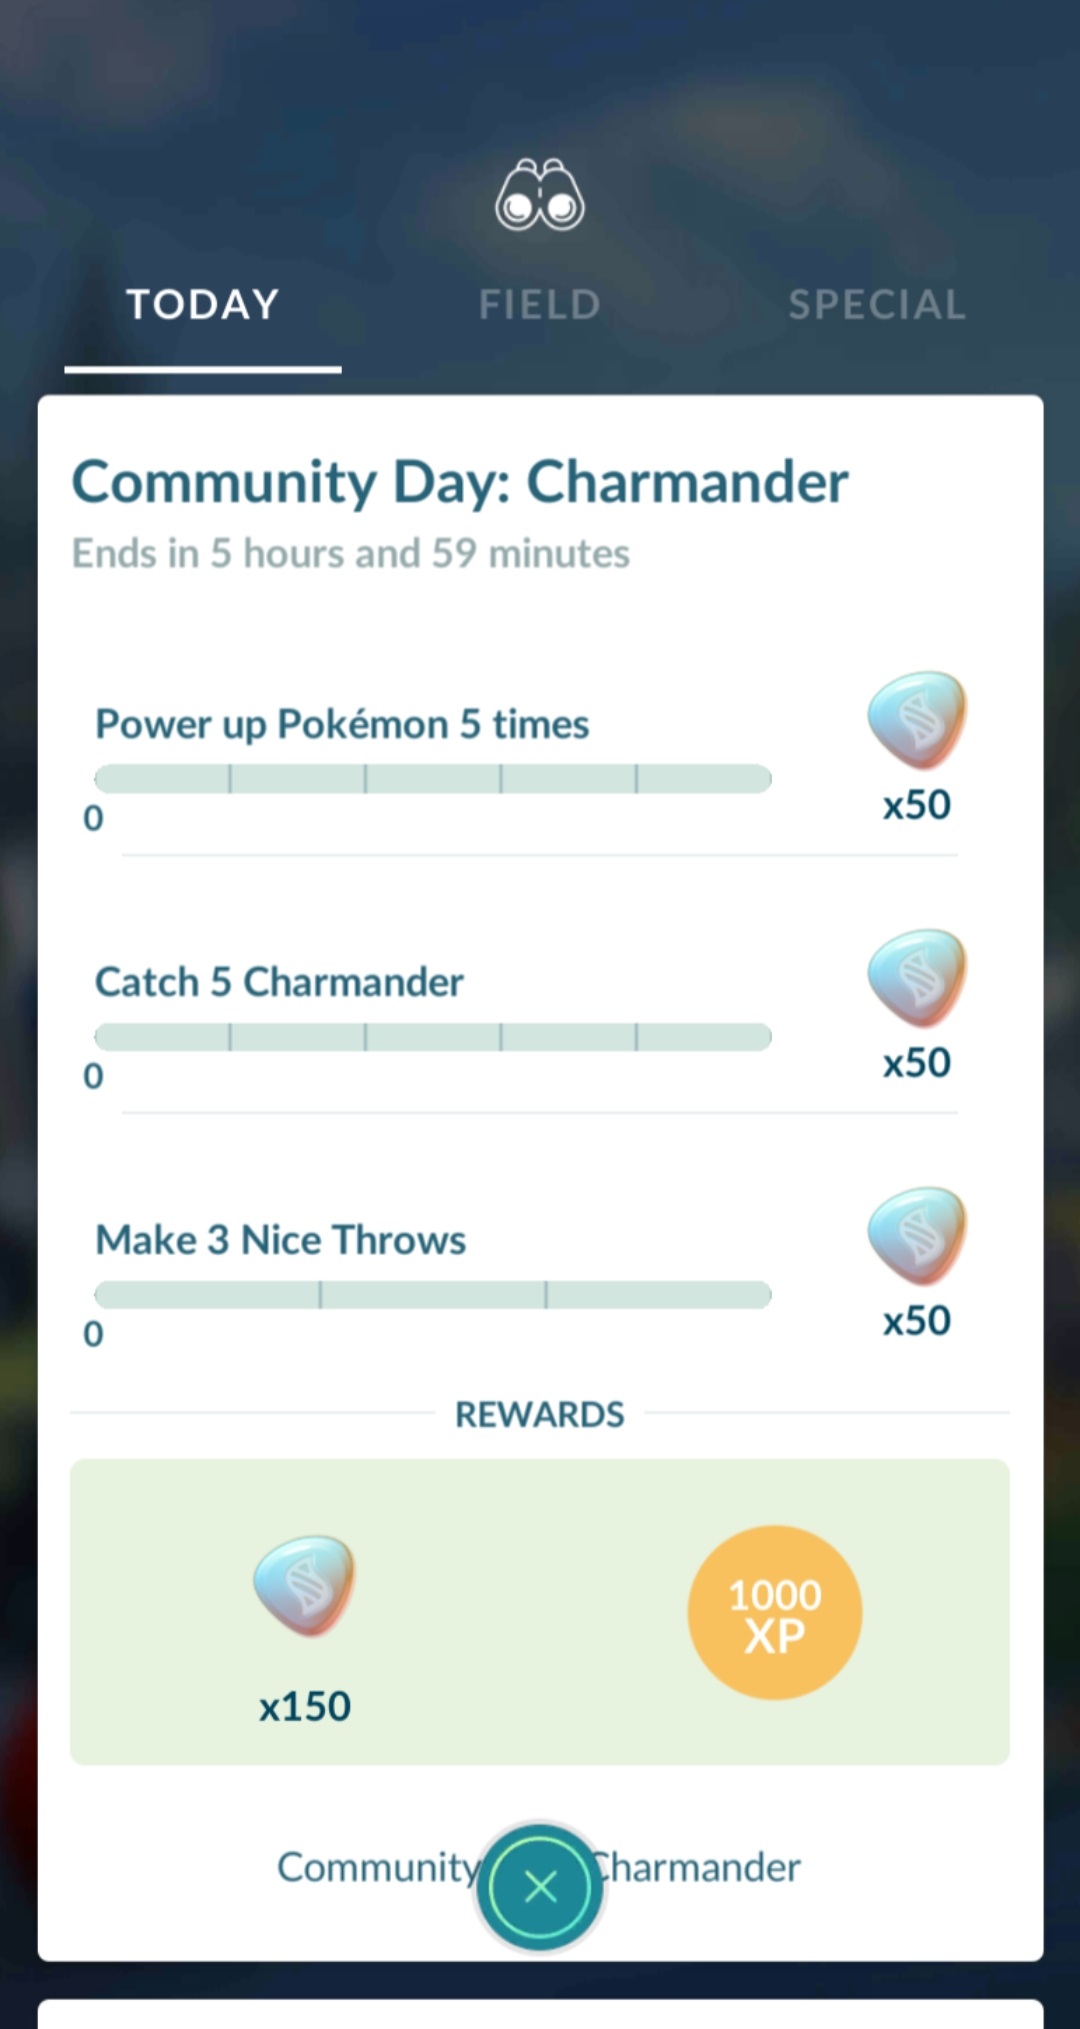 TODAY
FIELD
SPECIAL
Community Day: Charmander
Ends in 5 hours and 59 minutes
Power up Pokémon 5 times
0
x50
Catch 5 Charmander
0
x50
Make 3 Nice Throws
0
x50
REWARDS
1000
XP
x150
Community Charmander